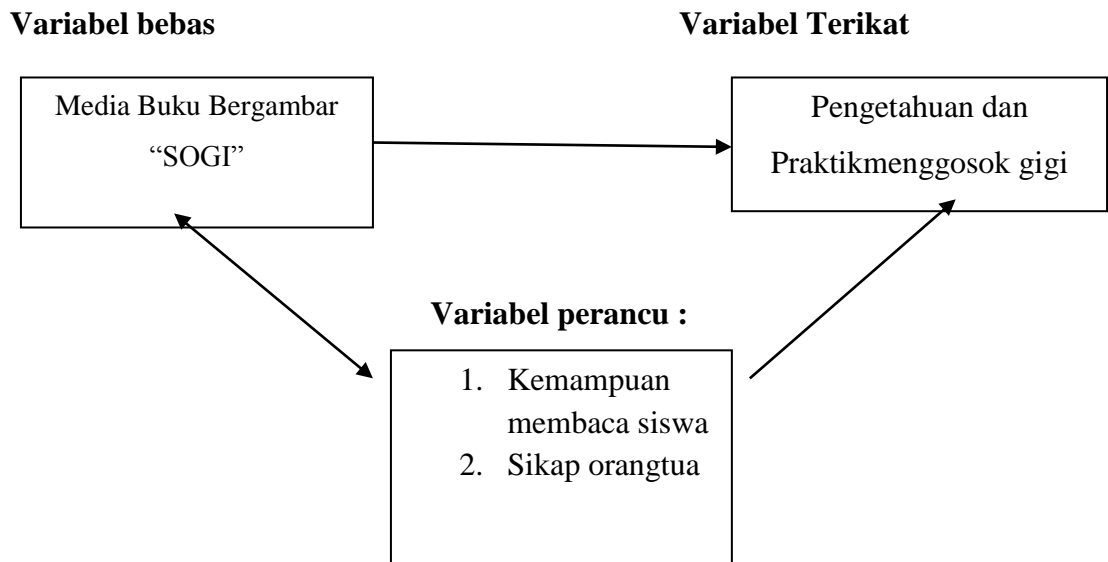 Variabel bebas
Variabel Terikat
Media Buku Bergambar
“SOGI”
Pengetahuan dan
Praktikmenggosok gigi
Variabel perancu :
1. Kemampuan
membaca siswa
2. Sikap orangtua